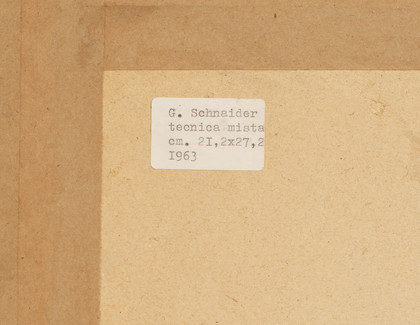 G. Schneider
tecnica mista
cm. 2I,2x27,2
I963